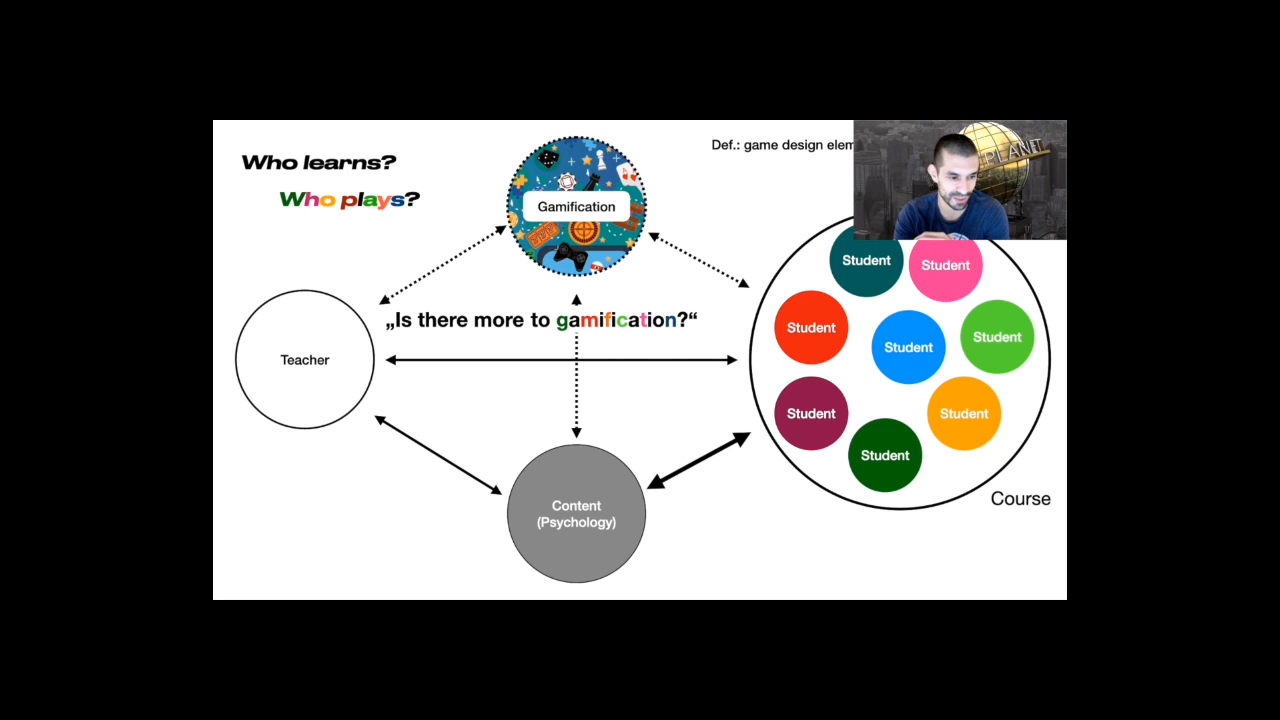 Who learns?
Who plays?
Def.: game design elem
PLANET
Gamification
„Is there more to gamification?“
Teacher
Student
Student
Student
Student
Student
Student
Student
Student
Course
Content
(Psychology)